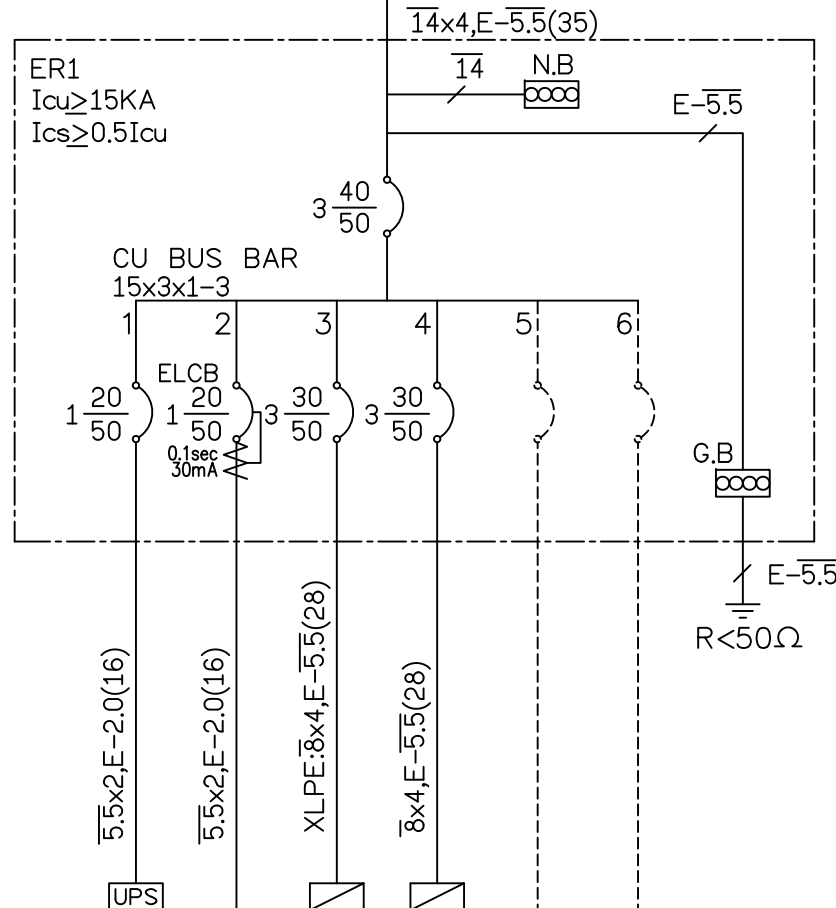 14x4,E-5.5(35)
ER1
Icu≥15KA
Ics≥0.5Icu
14
N.B
E-5.5
3 40/50
CU BUS BAR
15x3x1-3
1
2
3
4
5
6
ELCB
1 20/50
1 20/50
3 30/50
3 30/50
0.1sec
30mA
G.B
E-5.5
R<50Ω
5.5x2,E-2.0(16)
5.5x2,E-2.0(16)
XLPE:8x4,E-5.5(28)
8x4,E-5.5(28)
UPS